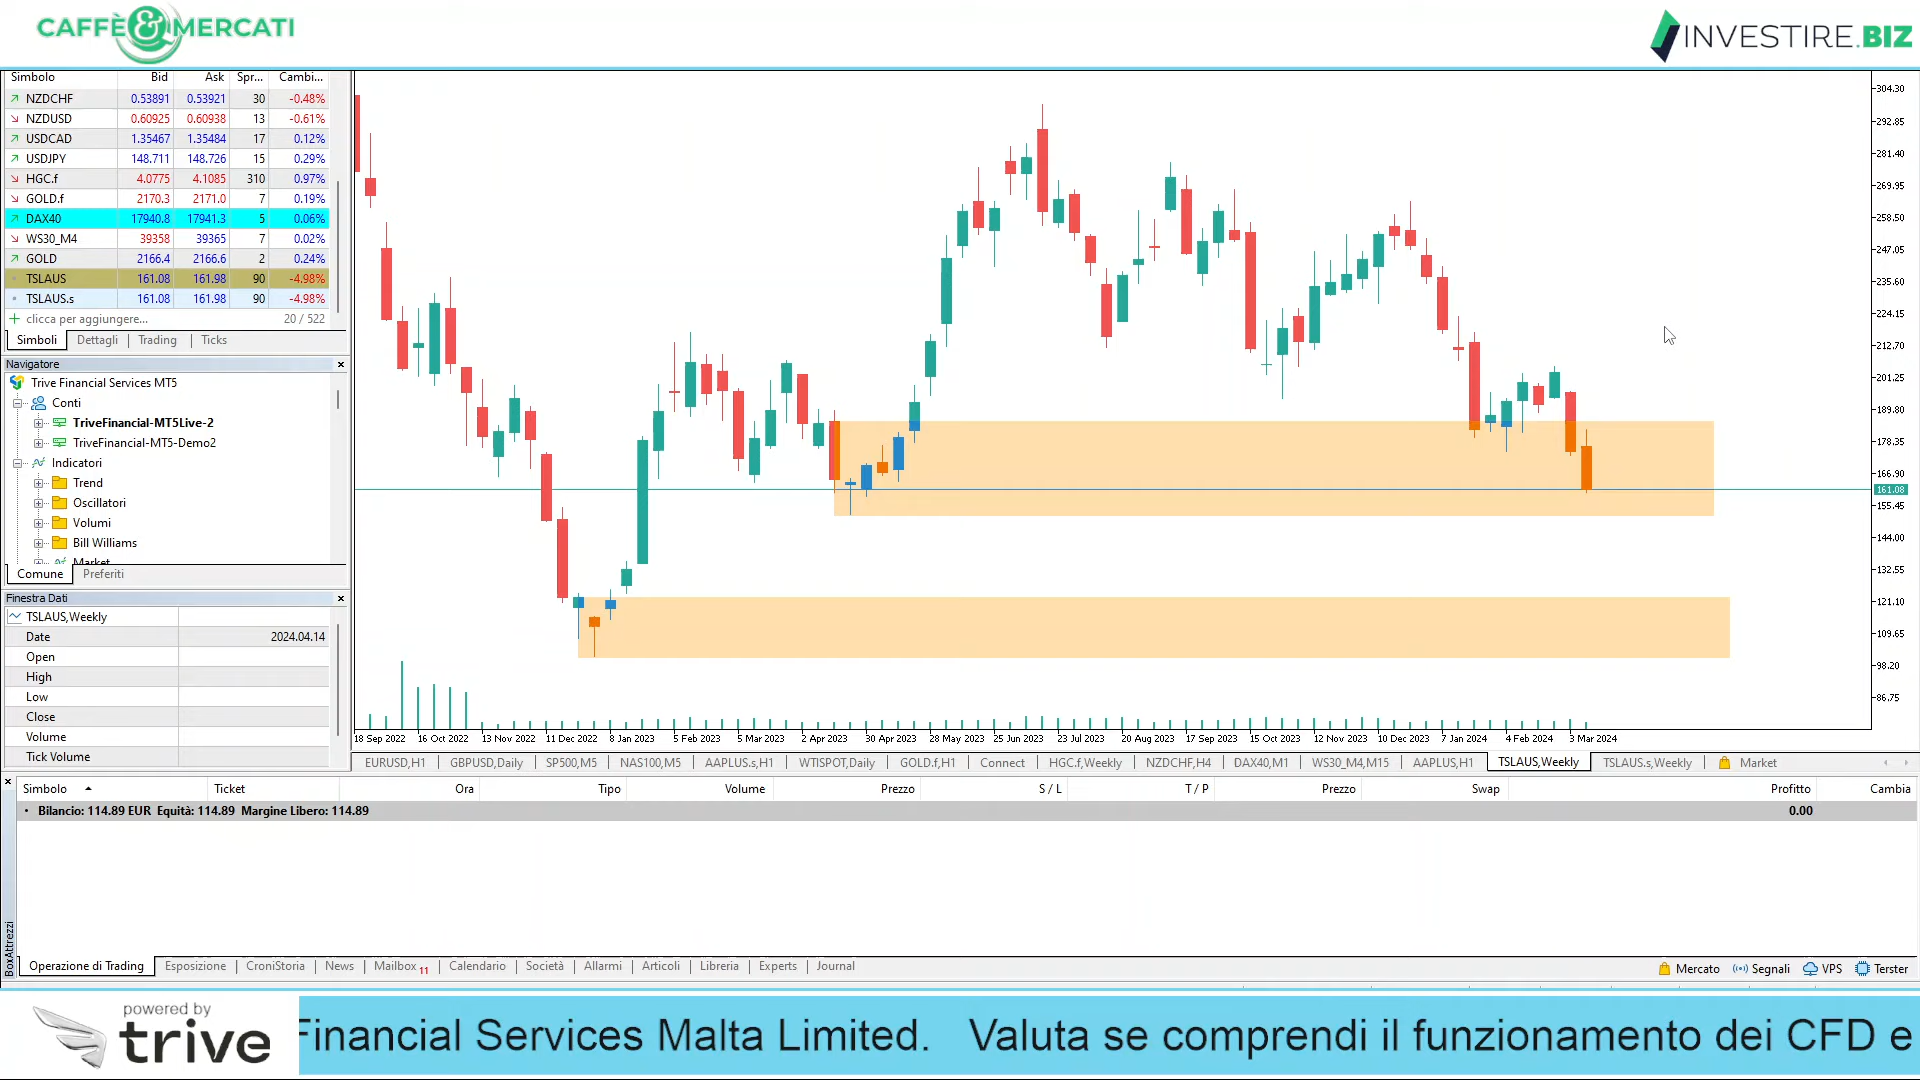 CAFFÈ&MERCATI
INVESTIRE.BIZ
Simbolo Bid Ask Spr... Cambi...
NZDCHF 0.53891 0.53921 30 -0.48%
NZDUSD 0.60925 0.60938 13 -0.61%
USDCAD 1.35467 1.35484 17 0.12%
USDJPY 148.711 148.726 15 0.29%
HGC.f 4.0775 4.1085 310 0.97%
GOLD.f 2170.3 2171.0 7 0.19%
DAX40 17940.8 17941.3 5 0.06%
WS30_M4 39358 39365 7 0.02%
GOLD 2166.4 2166.6 2 0.24%
TSLAUS 161.08 161.98 90 -4.98%
TSLAUS.s 161.08 161.98 90 -4.98%
clicca per aggiungere... 20 / 522
Simboli Dettagli Trading Ticks
Navigatore
Trive Financial Services MT5
Conti
TriveFinancial-MT5Live-2
TriveFinancial-MT5-Demo2
Indicatori
Trend
Oscillatori
Volumi
Bill Williams
Market
Comune Preferiti
Finestra Dati
TSLAUS,Weekly
Date 2024.04.14
Open
High
Low
Close
Volume
Tick Volume
304.30
292.85
281.40
269.95
258.50
247.05
235.60
224.15
212.70
201.25
189.80
178.35
166.90
161.08
155.45
144.00
132.55
121.10
109.65
98.20
86.75
18 Sep 2022 16 Oct 2022 13 Nov 2022 11 Dec 2022 8 Jan 2023 5 Feb 2023 5 Mar 2023 2 Apr 2023 30 Apr 2023 28 May 2023 25 Jun 2023 23 Jul 2023 20 Aug 2023 17 Sep 2023 15 Oct 2023 12 Nov 2023 10 Dec 2023 7 Jan 2024 4 Feb 2024 3 Mar 2024
EURUSD,H1 GBPUSD,Daily SP500,M5 NAS100,M5 AAPLUS.s,H1 WTISPOT,Daily GOLD.f,H1 Connect HGC.f,Weekly NZDCHF,H4 DAX40,M1 WS30_M4,M15 AAPLUS,H1 TSLAUS,Weekly TSLAUS.s,Weekly Market
Simbolo Ticket Ora Tipo Volume Prezzo S / L T / P Prezzo Swap Profitto Cambia
Bilancio: 114.89 EUR Equità: 114.89 Margine Libero: 114.89 0.00
BoxAttrezzi
Operazione di Trading Esposizione CroniStoria News Mailbox 11 Calendario Società Allarmi Articoli Libreria Experts Journal
Mercato Segnali VPS Terster
powered by
trive
Financial Services Malta Limited. Valuta se comprendi il funzionamento dei CFD e